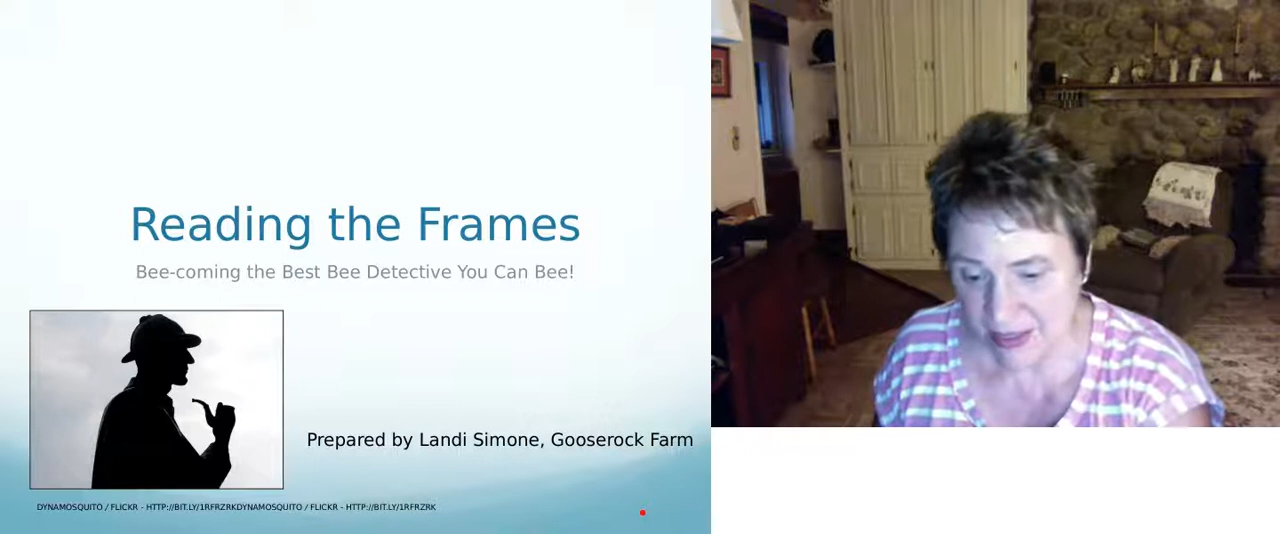 Reading the Frames
Bee-coming the Best Bee Detective You Can Bee!
Prepared by Landi Simone, Gooserock Farm
DYNAMOSQUITO / FLICKR - HTTP://BIT.LY/1RFRZRKDYNAMOSQUITO / FLICKR - HTTP://BIT.LY/1RFRZRK